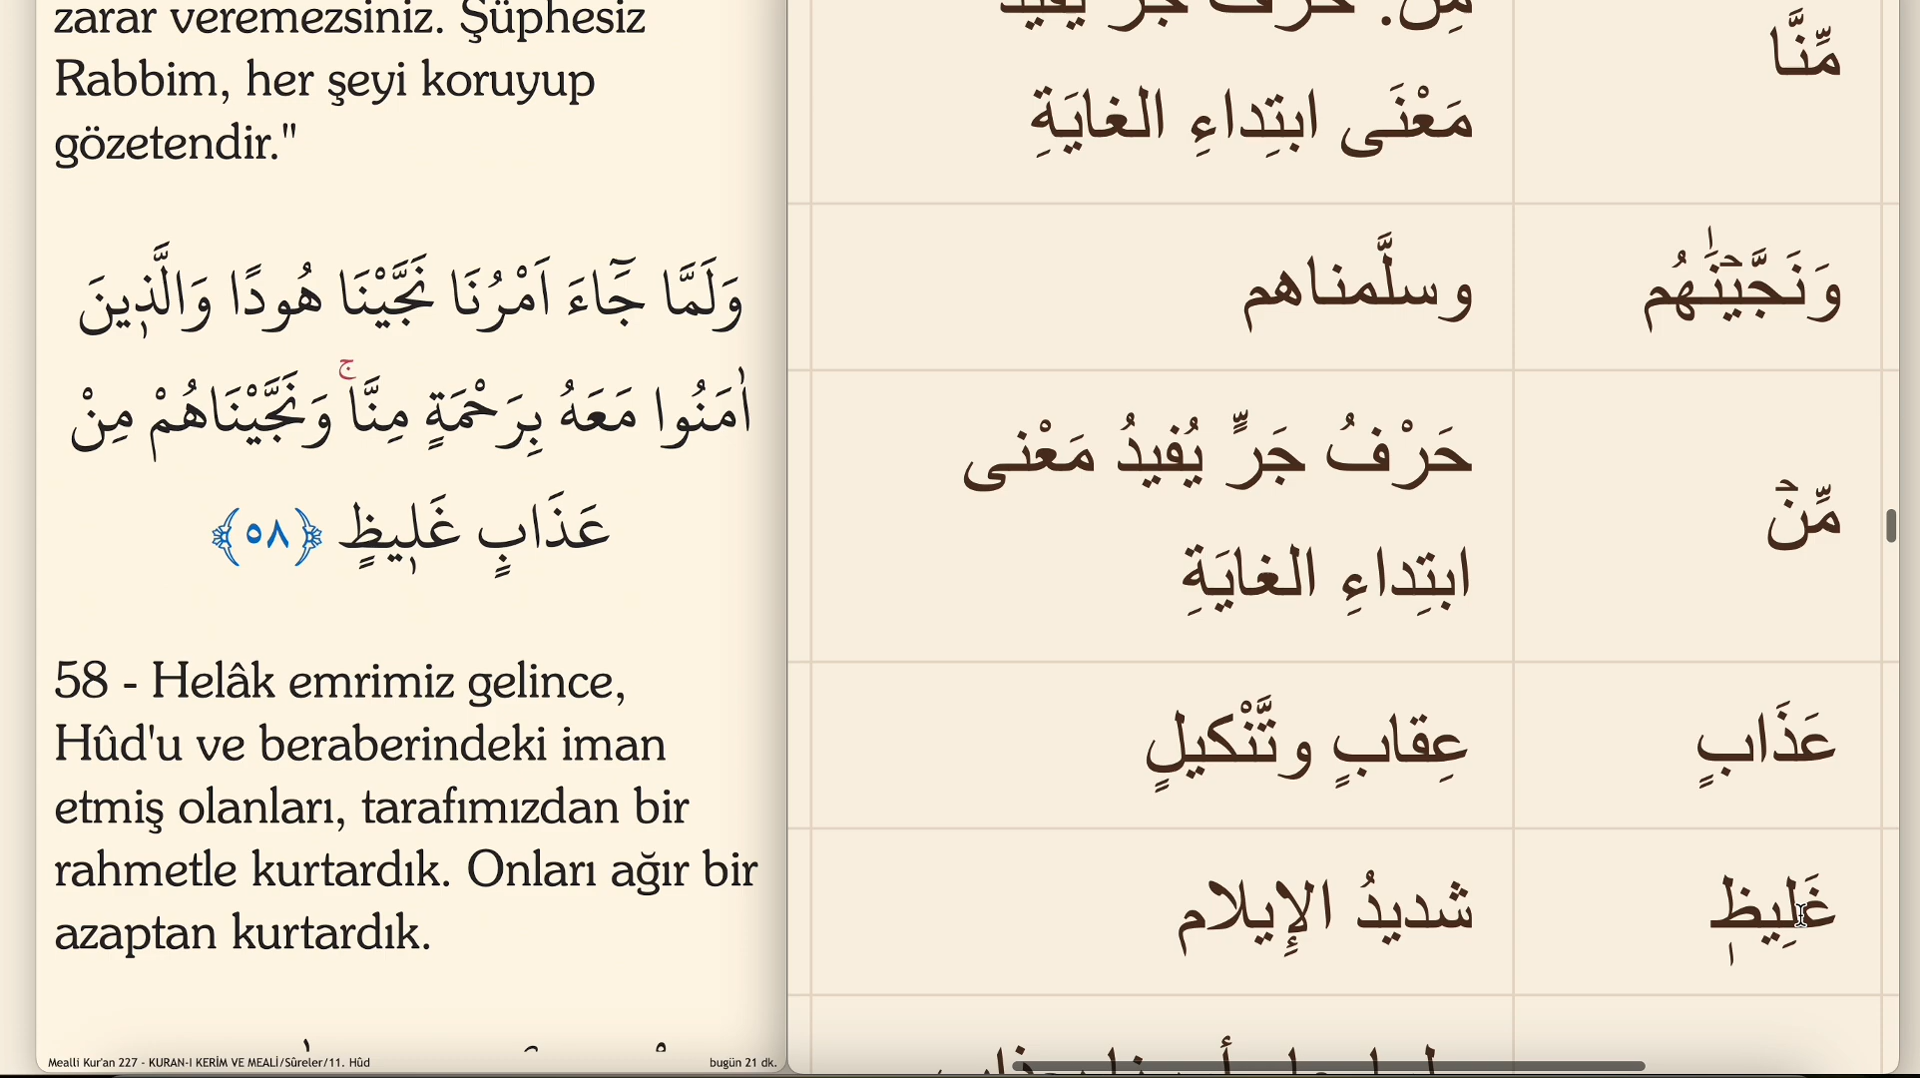 zarar veremezsiniz. Şüphesiz
Rabbim, her şeyi koruyup
gözetendir."
وَلَمَّا جَٓاءَ اَمْرُنَا نَجَّيْنَا هُودًا وَالَّذ۪ينَ
اٰمَنُوا مَعَهُ بِرَحْمَةٍ مِنَّاۚ وَنَجَّيْنَاهُمْ مِنْ
عَذَابٍ غَل۪يظٍ ﴿٥٨﴾
58 - Helâk emrimiz gelince,
Hûd'u ve beraberindeki iman
etmiş olanları, tarafımızdan bir
rahmetle kurtardık. Onları ağır bir
azaptan kurtardık.
Mealli Kur'an 227 - KURAN-I KERİM VE MEALİ/Sûreler/11. Hûd
bugün 21 dk.
مِّنَّا
مِن: حَرْفُ جَرٍّ يُفيدُ
مَعْنَى ابتِداءِ الغايَةِ
وَنَجَّيۡنَٰهُم
وسلَّمناهم
مِّنۡ
حَرْفُ جَرٍّ يُفيدُ مَعْنى
ابتِداءِ الغايَةِ
عَذَابٍ
عِقابٍ وتَّنْكيلٍ
غَلِيظٖ
شديدُ الإيلام